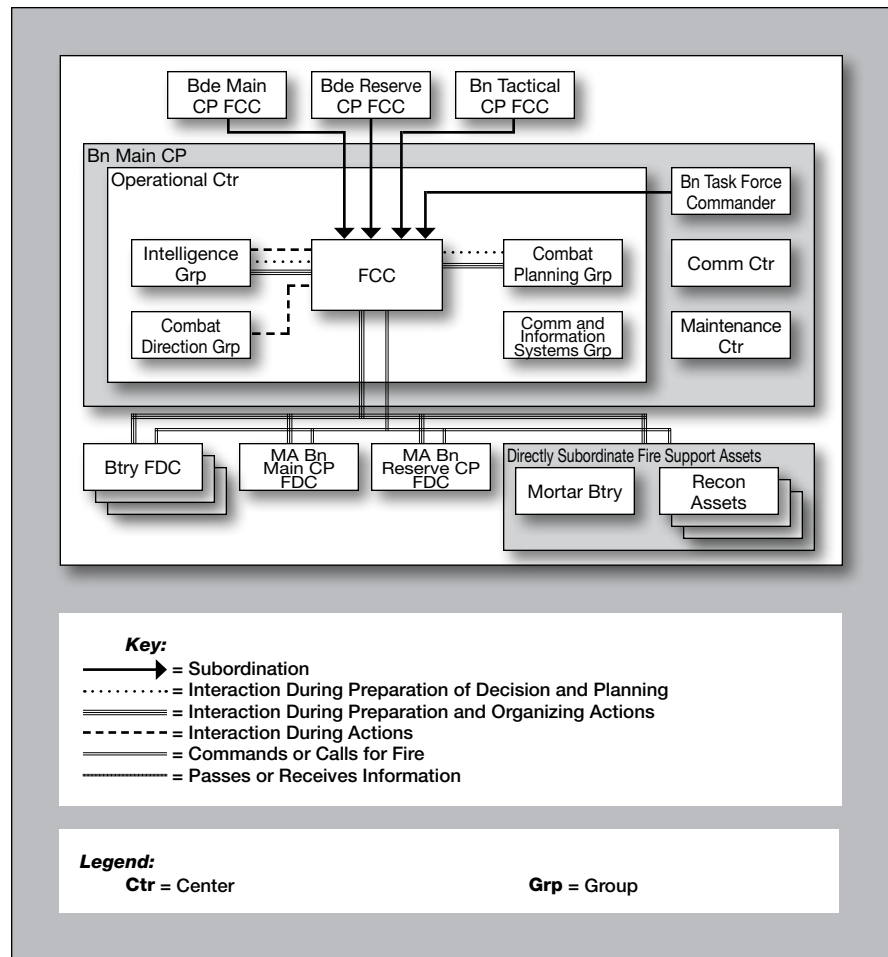 Bde Main
CP FCC
Bde Reserve
CP FCC
Bn Tactical
CP FCC
Bn Main CP
Operational Ctr
Bn Task Force
Commander
Intelligence
Grp
FCC
Combat
Planning Grp
Comm Ctr
Combat
Direction Grp
Comm and
Information
Systems Grp
Maintenance
Ctr
Btry FDC
MA Bn
Main CP
FDC
MA Bn
Reserve CP
FDC
Directly Subordinate Fire Support Assets
Mortar Btry
Recon
Assets
Key:
= Subordination
= Interaction During Preparation of Decision and Planning
= Interaction During Preparation and Organizing Actions
= Interaction During Actions
= Commands or Calls for Fire
= Passes or Receives Information
Legend:
Ctr = Center
Grp = Group